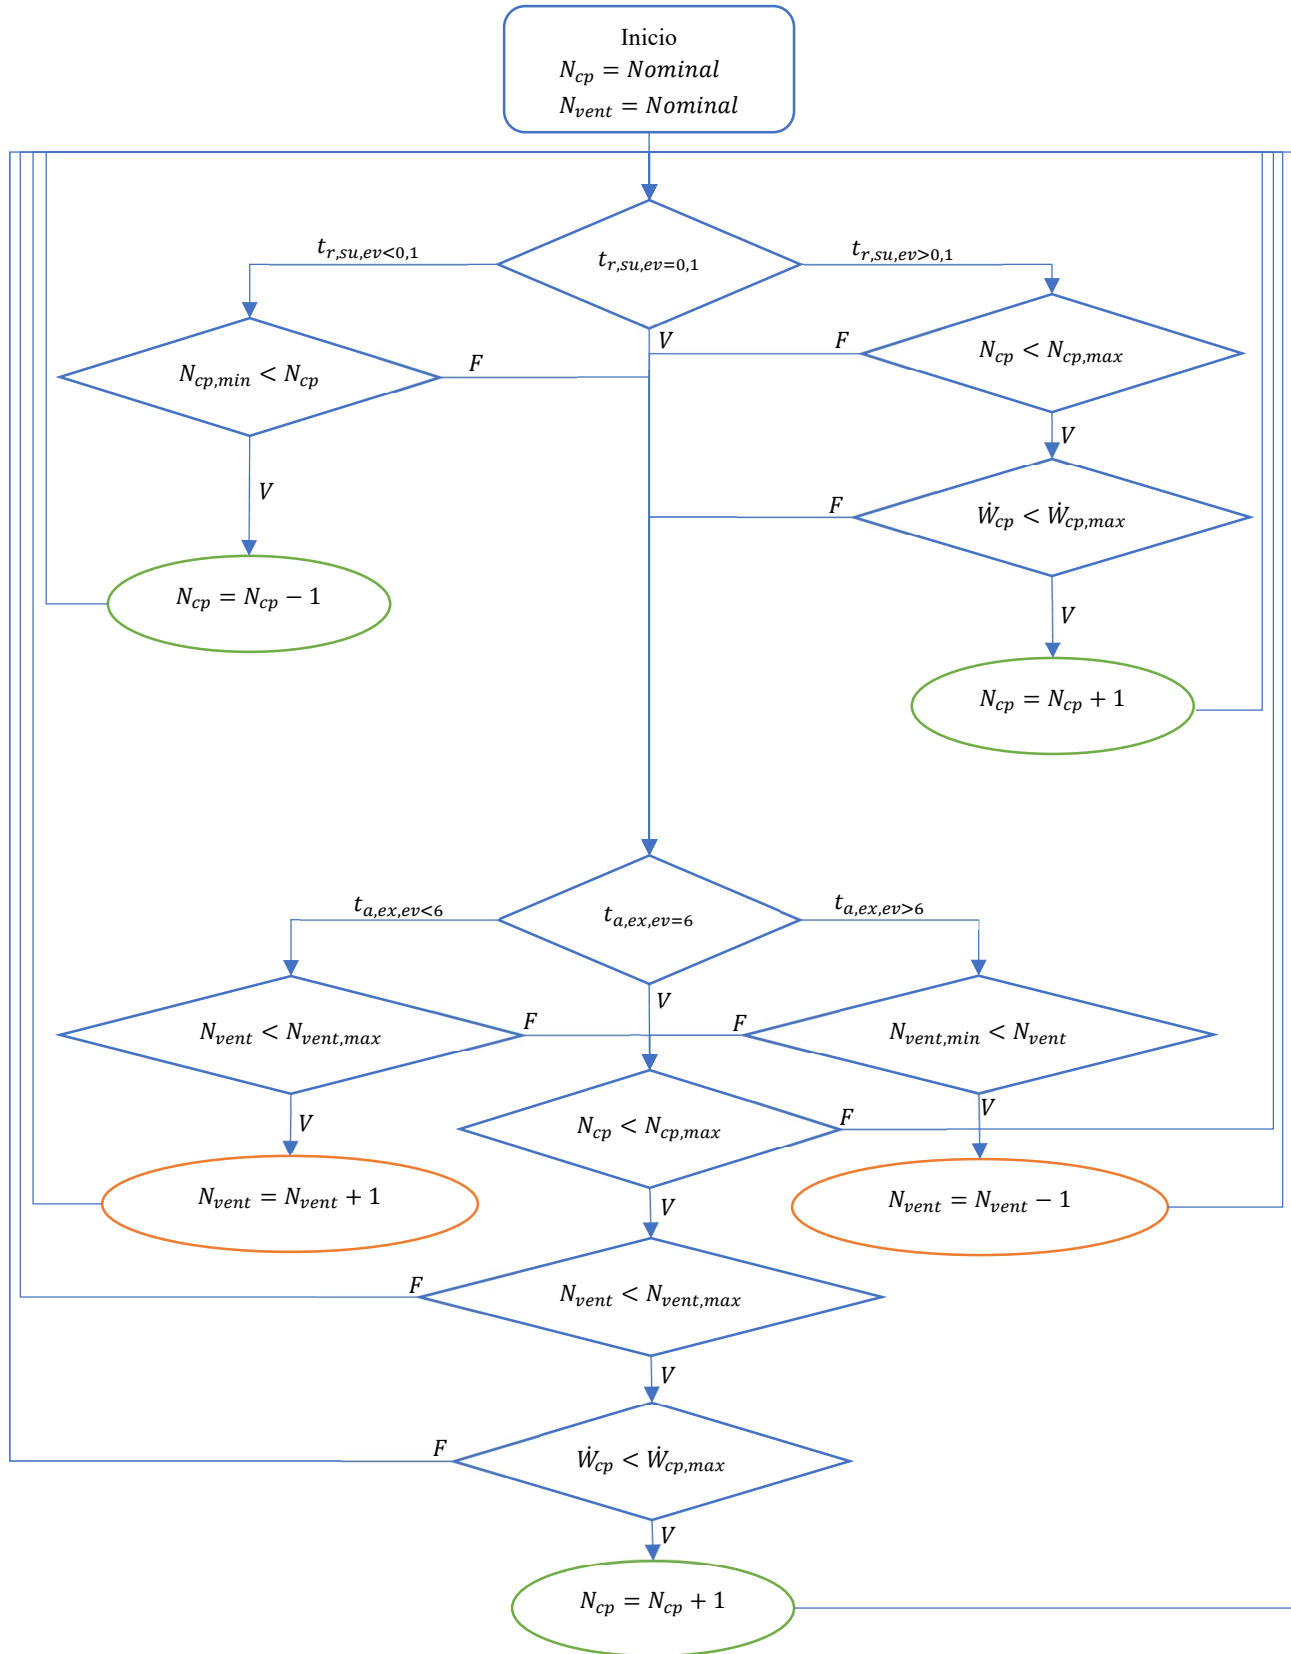 Inicio
N_cp = Nominal
N_vent = Nominal
t_r,su,ev<0,1
t_r,su,ev=0,1
t_r,su,ev>0,1
V
F
N_cp < N_cp,max
N_cp,min < N_cp
F
V
V
F
Ẇ_cp < Ẇ_cp,max
V
N_cp = N_cp − 1
N_cp = N_cp + 1
t_a,ex,ev<6
t_a,ex,ev=6
t_a,ex,ev>6
V
N_vent < N_vent,max
F
F
N_vent,min < N_vent
V
N_cp < N_cp,max
F
V
N_vent = N_vent + 1
N_vent = N_vent − 1
V
F
N_vent < N_vent,max
V
F
Ẇ_cp < Ẇ_cp,max
V
N_cp = N_cp + 1